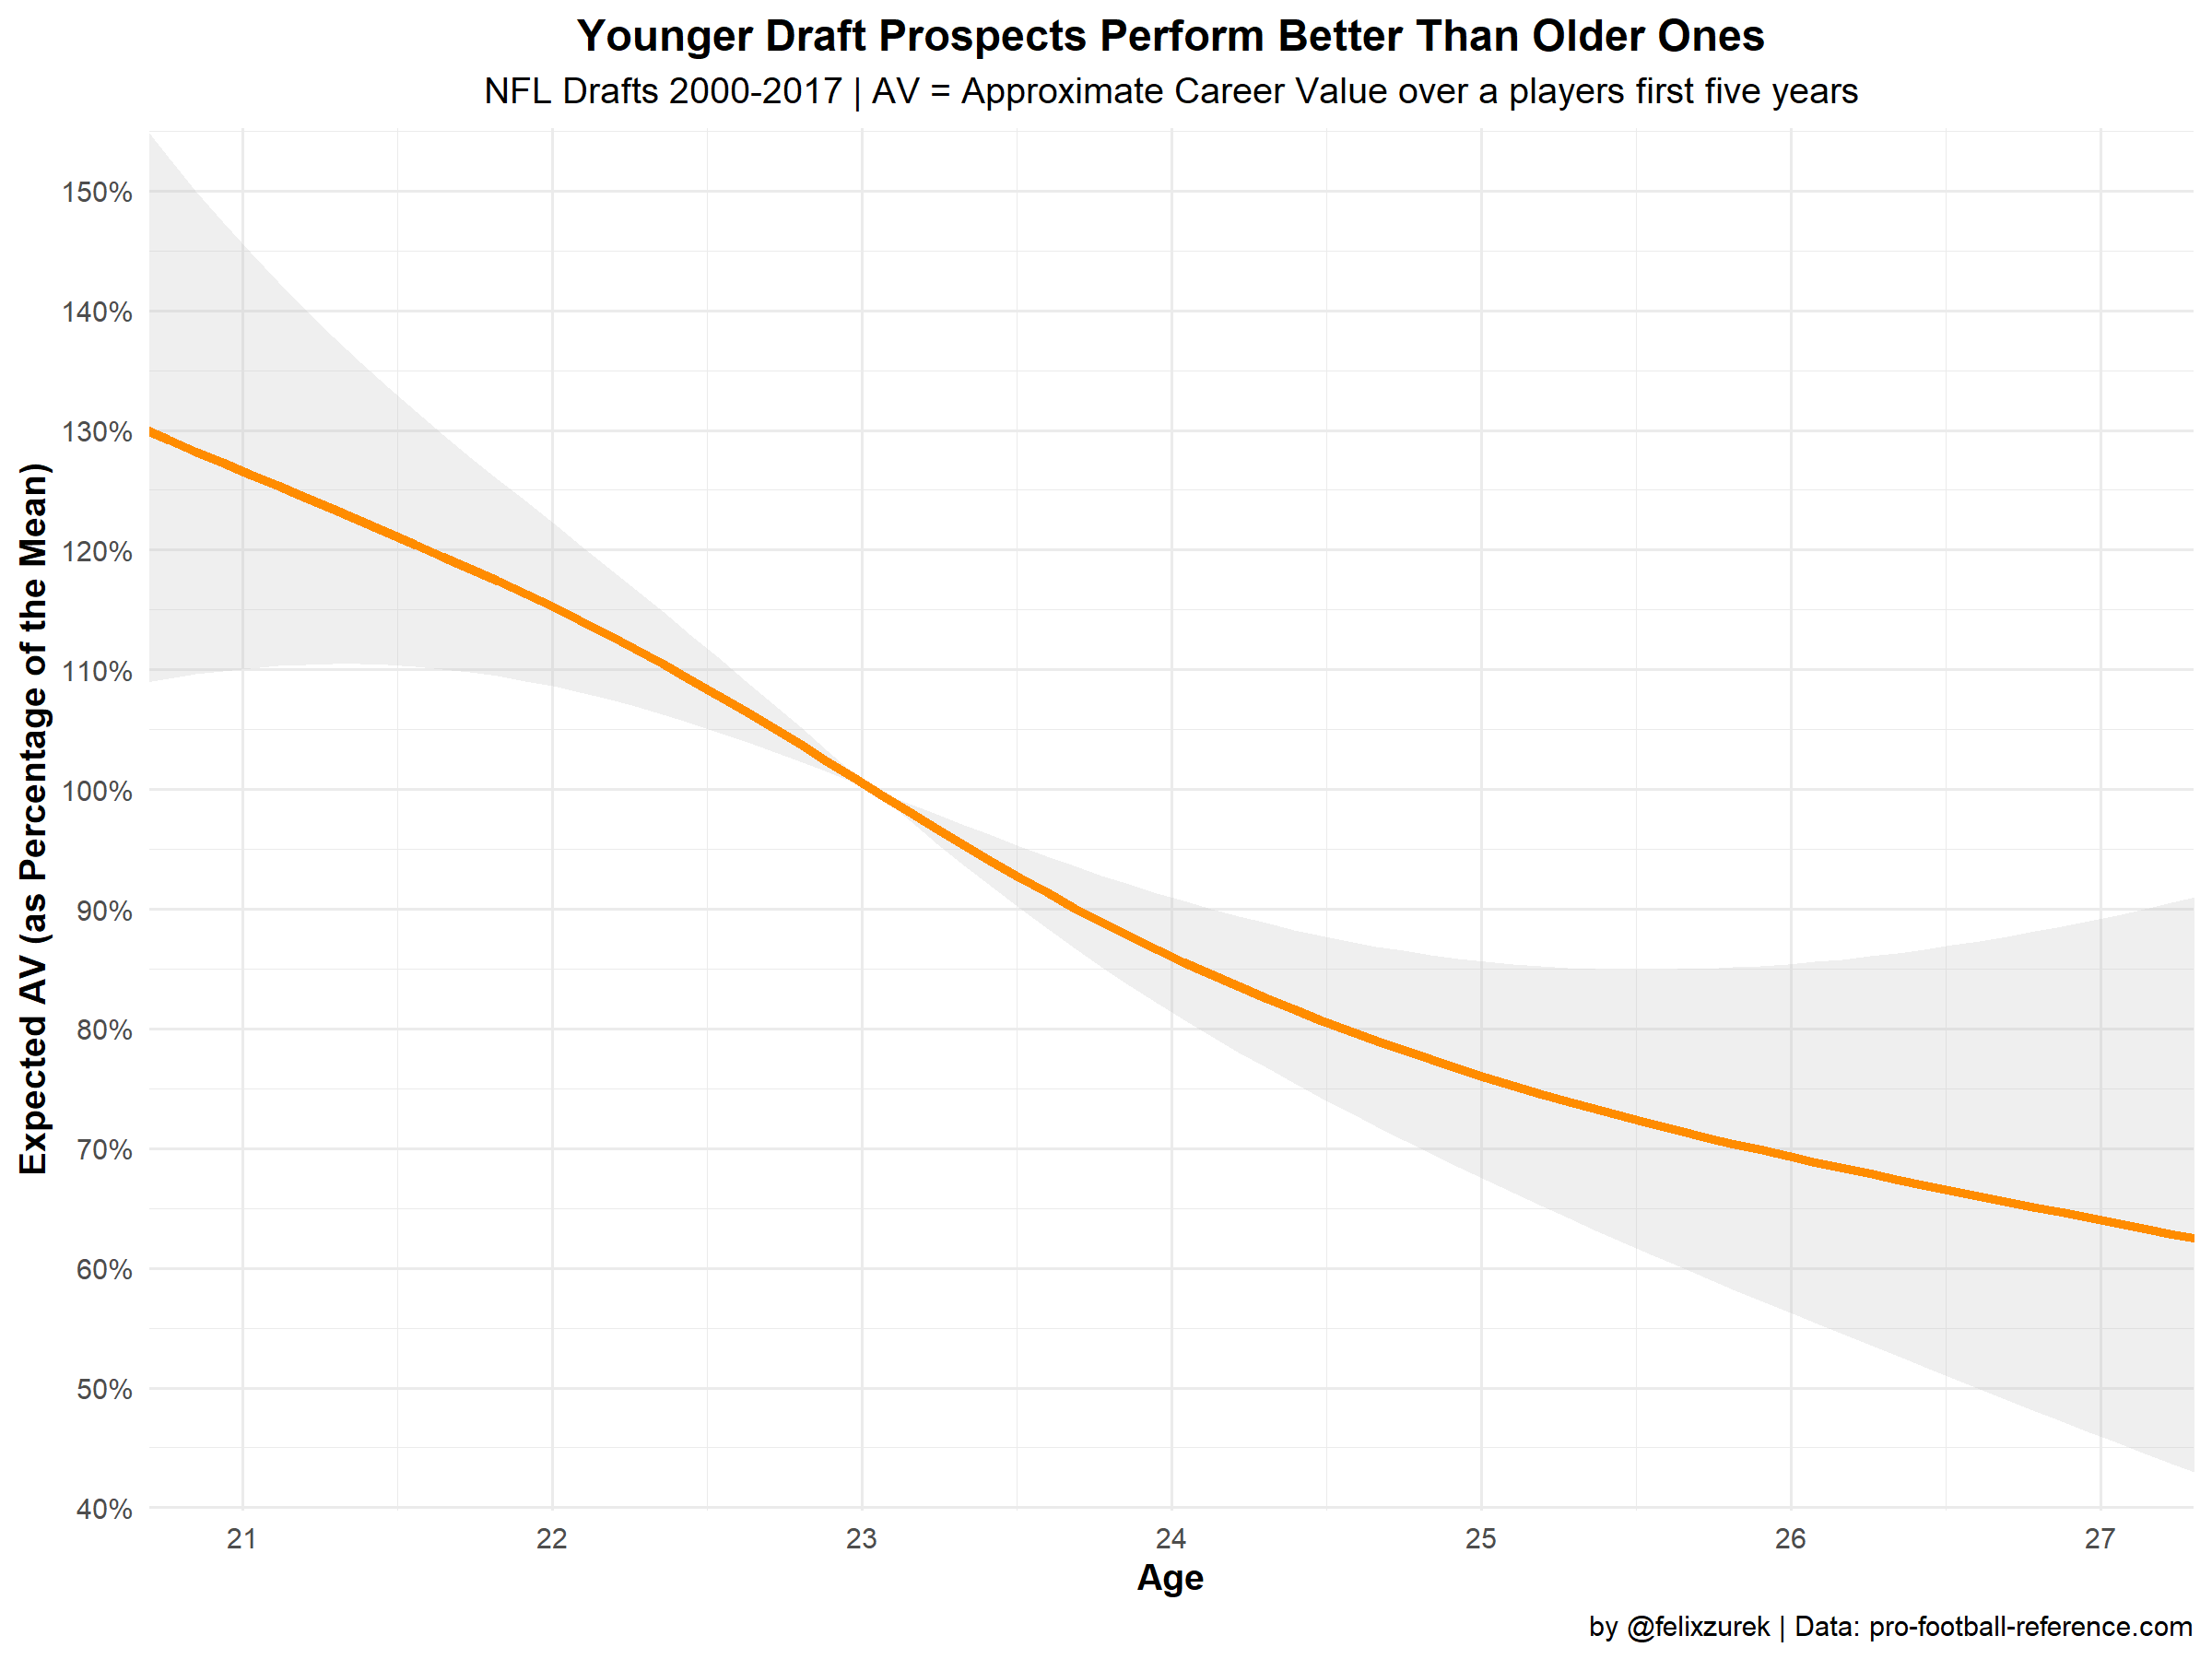 Younger Draft Prospects Perform Better Than Older Ones
NFL Drafts 2000-2017 | AV = Approximate Career Value over a players first five years
Expected AV (as Percentage of the Mean)
150%
140%
130%
120%
110%
100%
90%
80%
70%
60%
50%
40%
21 22 23 24 25 26 27
Age
by @felixzurek | Data: pro-football-reference.com